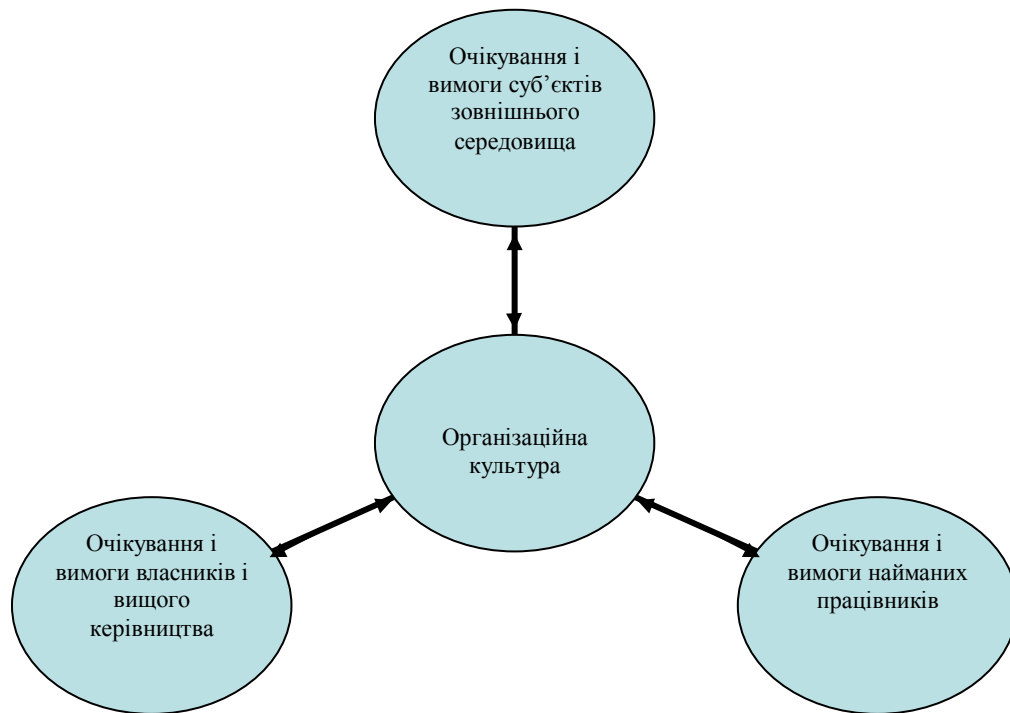 Очікування і
вимоги суб’єктів
зовнішнього
середовища
Організаційна
культура
Очікування і
вимоги власників і
вищого
керівництва
Очікування і
вимоги найманих
працівників